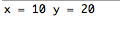 x = 10 y = 20